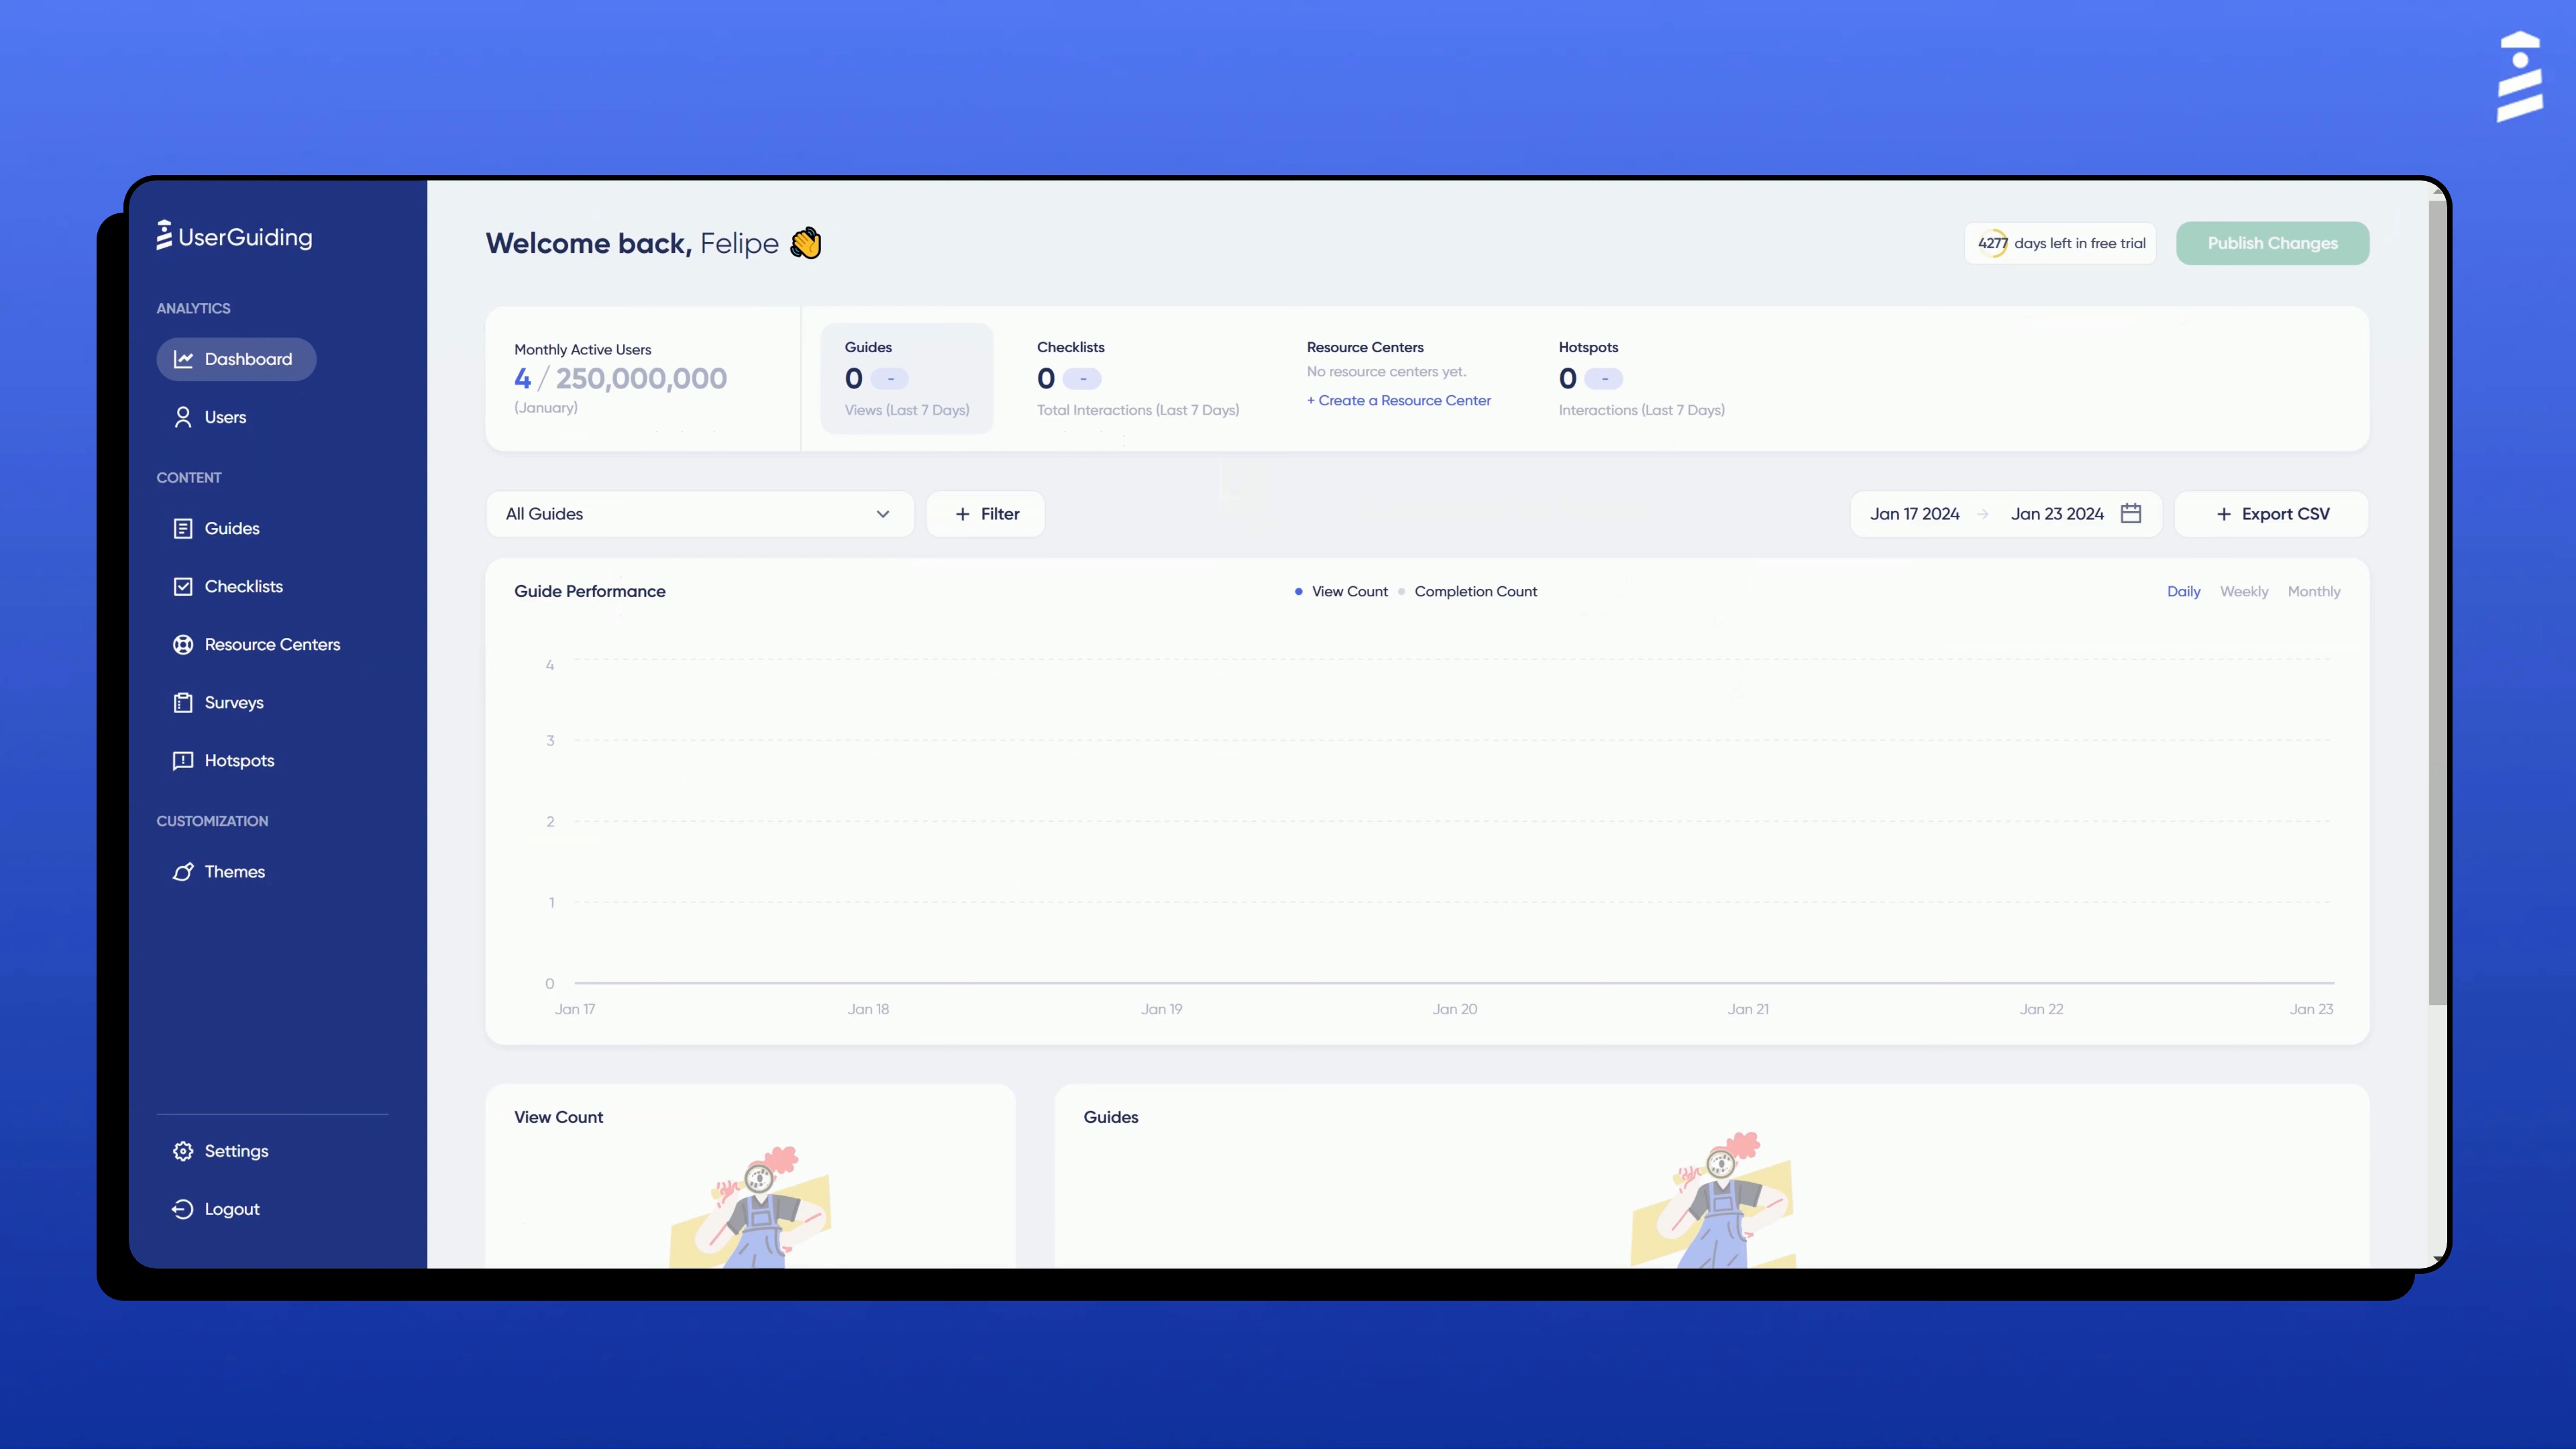 UserGuiding
ANALYTICS
Dashboard
Users
CONTENT
Guides
Checklists
Resource Centers
Surveys
Hotspots
CUSTOMIZATION
Themes
Settings
Logout
Welcome back, Felipe 👋
4277 days left in free trial
Publish Changes
Monthly Active Users
4 / 250,000,000
(January)
Guides
0 -
Views (Last 7 Days)
Checklists
0 -
Total Interactions (Last 7 Days)
Resource Centers
No resource centers yet.
+ Create a Resource Center
Hotspots
0 -
Interactions (Last 7 Days)
All Guides
+ Filter
Jan 17 2024 → Jan 23 2024
+ Export CSV
Guide Performance
View Count Completion Count
Daily Weekly Monthly
4
3
2
1
0
Jan 17 Jan 18 Jan 19 Jan 20 Jan 21 Jan 22 Jan 23
View Count
Guides